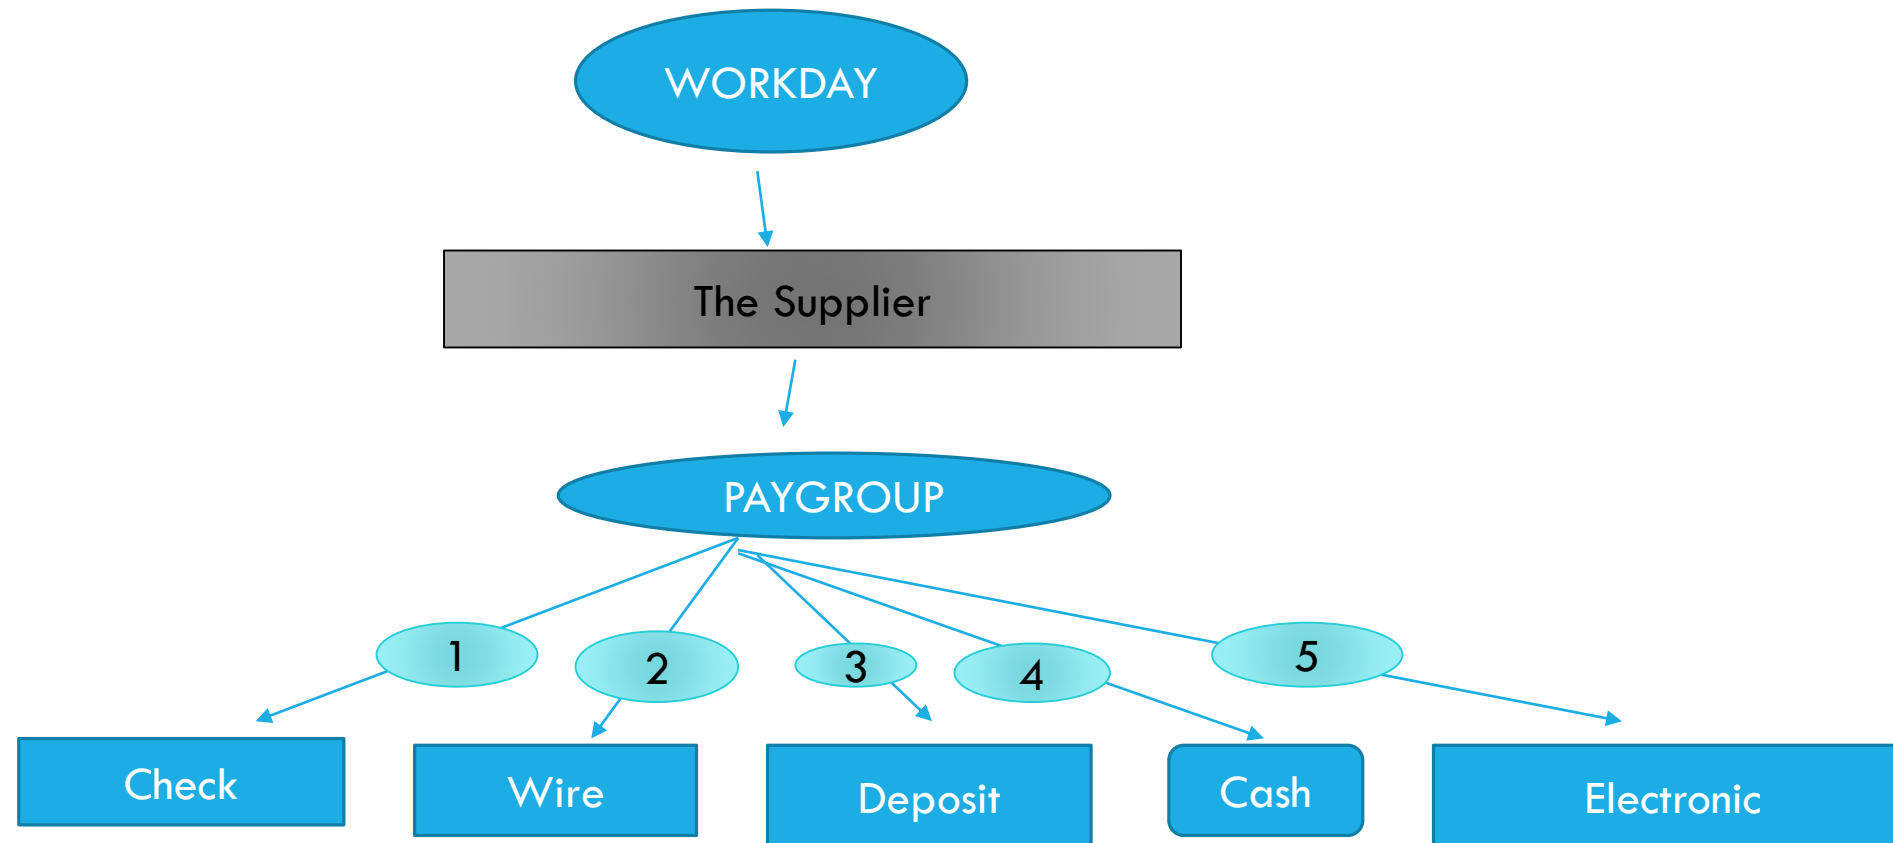 WORKDAY
The Supplier
PAYGROUP
1
2
3
4
5
Check
Wire
Deposit
Cash
Electronic